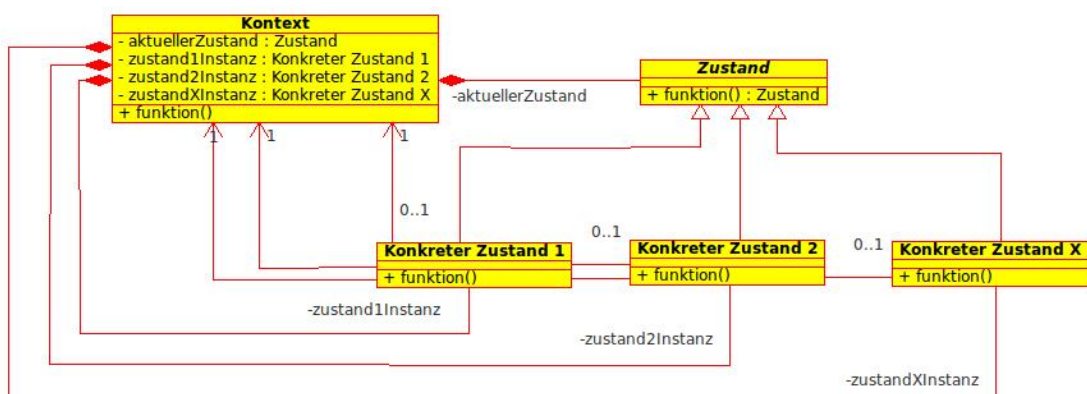 Kontext
- aktuellerZustand : Zustand
- zustand1Instanz : Konkreter Zustand 1
- zustand2Instanz : Konkreter Zustand 2
- zustandXInstanz : Konkreter Zustand X
+ funktion()
Zustand
+ funktion() : Zustand
-aktuellerZustand
1
1
1
0..1
0..1
0..1
Konkreter Zustand 1
+ funktion()
Konkreter Zustand 2
+ funktion()
Konkreter Zustand X
+ funktion()
-zustand1Instanz
-zustand2Instanz
-zustandXInstanz